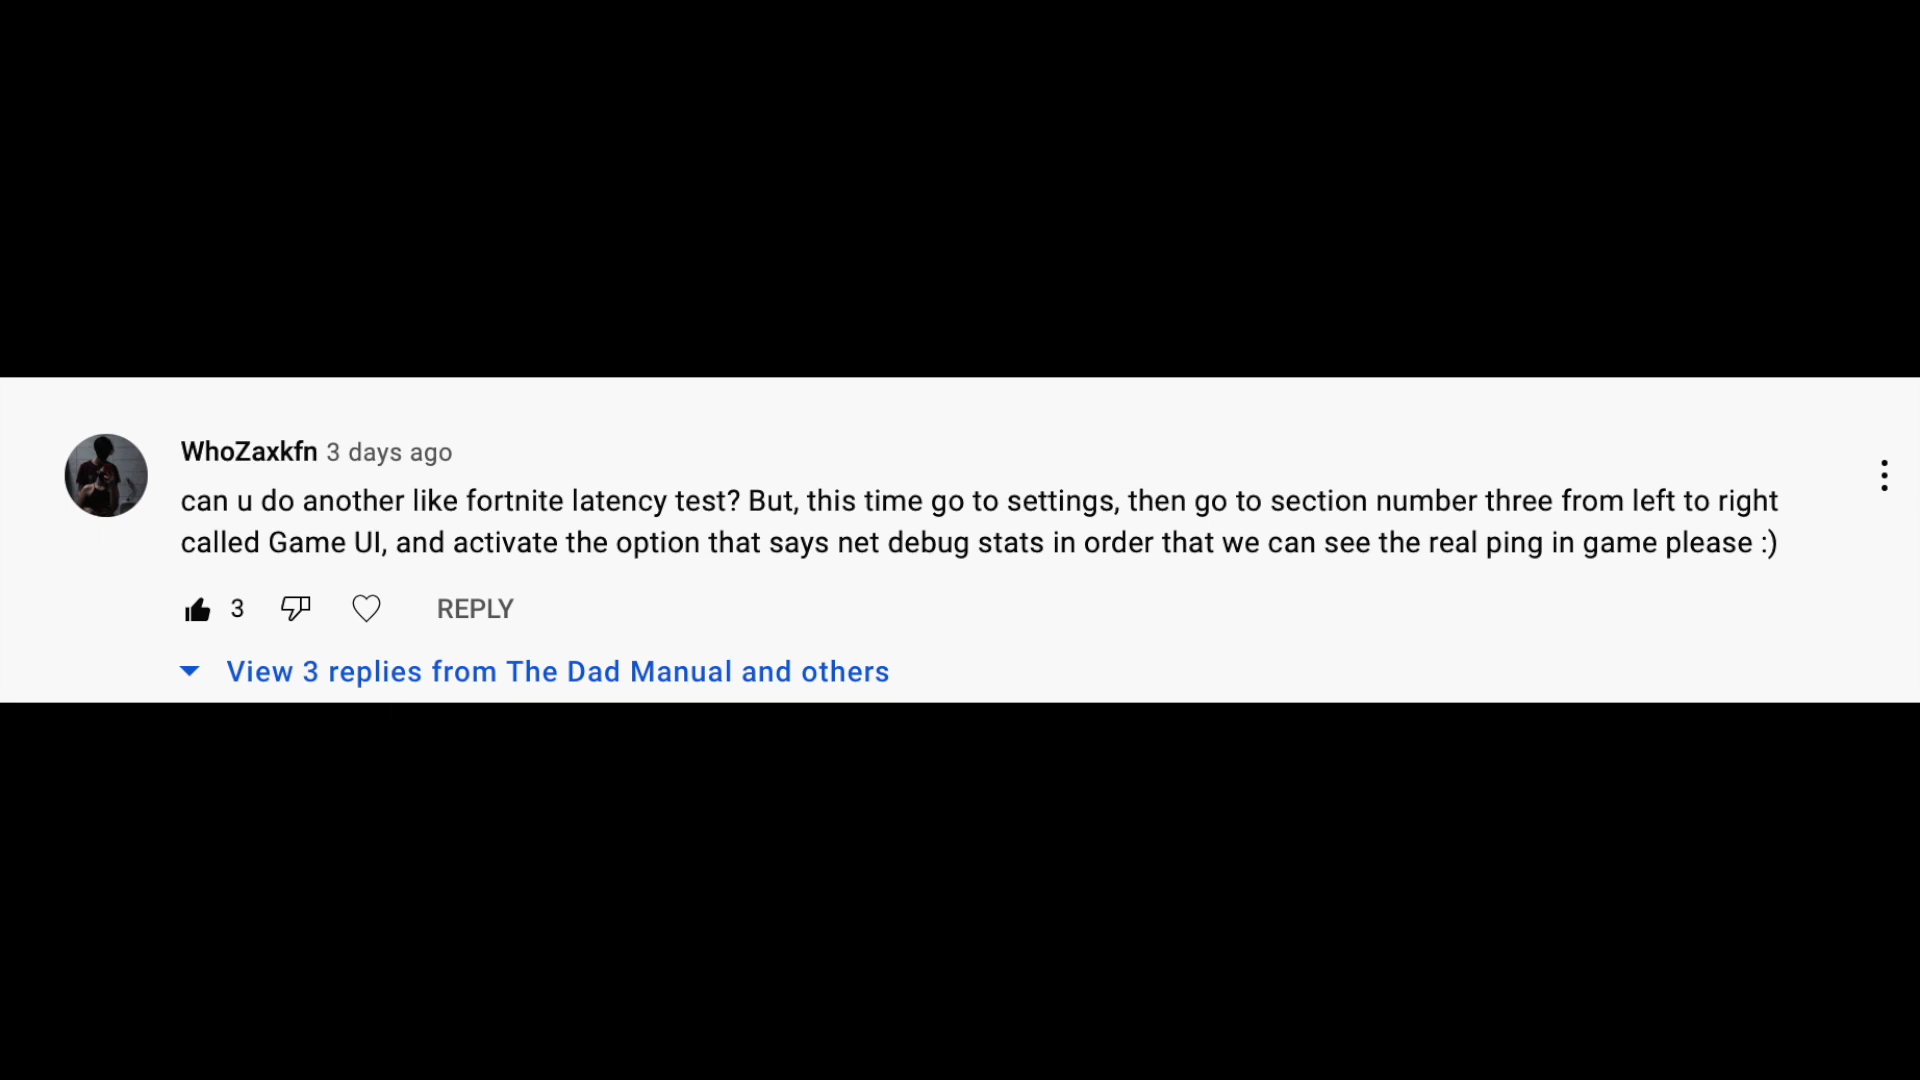 WhoZaxkfn 3 days ago
can u do another like fortnite latency test? But, this time go to settings, then go to section number three from left to right
called Game UI, and activate the option that says net debug stats in order that we can see the real ping in game please :)
3 REPLY
View 3 replies from The Dad Manual and others